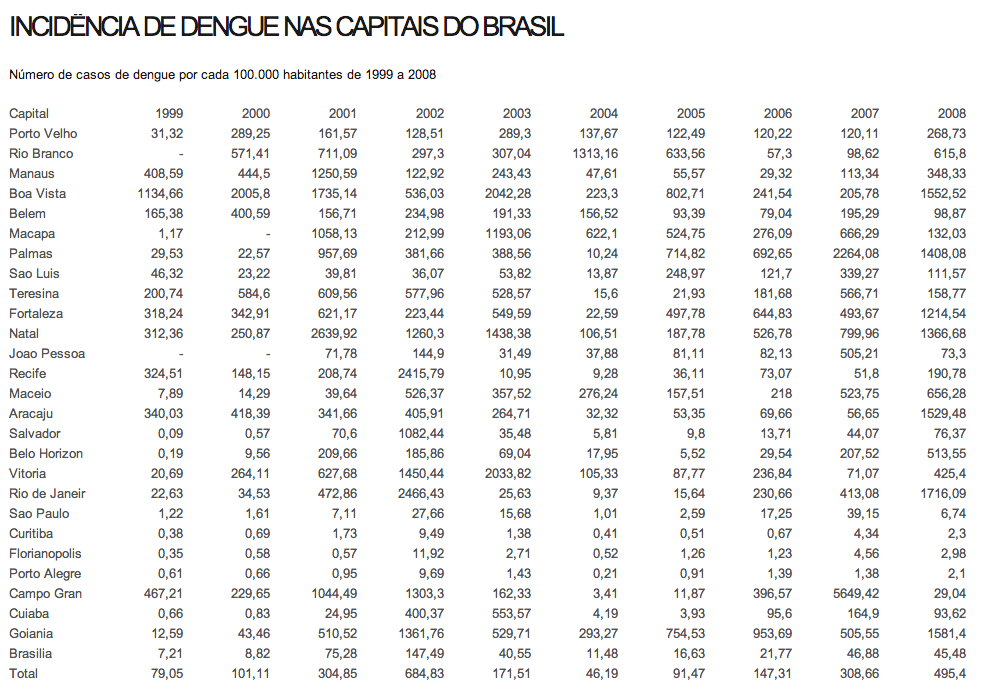 INCIDÊNCIA DE DENGUE NAS CAPITAIS DO BRASIL
Número de casos de dengue por cada 100.000 habitantes de 1999 a 2008
Capital 1999 2000 2001 2002 2003 2004 2005 2006 2007 2008
Porto Velho 31,32 289,25 161,57 128,51 289,3 137,67 122,49 120,22 120,11 268,73
Rio Branco - 571,41 711,09 297,3 307,04 1313,16 633,56 57,3 98,62 615,8
Manaus 408,59 444,5 1250,59 122,92 243,43 47,61 55,57 29,32 113,34 348,33
Boa Vista 1134,66 2005,8 1735,14 536,03 2042,28 223,3 802,71 241,54 205,78 1552,52
Belem 165,38 400,59 156,71 234,98 191,33 156,52 93,39 79,04 195,29 98,87
Macapa 1,17 - 1058,13 212,99 1193,06 622,1 524,75 276,09 666,29 132,03
Palmas 29,53 22,57 957,69 381,66 388,56 10,24 714,82 692,65 2264,08 1408,08
Sao Luis 46,32 23,22 39,81 36,07 53,82 13,87 248,97 121,7 339,27 111,57
Teresina 200,74 584,6 609,56 577,96 528,57 15,6 21,93 181,68 566,71 158,77
Fortaleza 318,24 342,91 621,17 223,44 549,59 22,59 497,78 644,83 493,67 1214,54
Natal 312,36 250,87 2639,92 1260,3 1438,38 106,51 187,78 526,78 799,96 1366,68
Joao Pessoa - - 71,78 144,9 31,49 37,88 81,11 82,13 505,21 73,3
Recife 324,51 148,15 208,74 2415,79 10,95 9,28 36,11 73,07 51,8 190,78
Maceio 7,89 14,29 39,64 526,37 357,52 276,24 157,51 218 523,75 656,28
Aracaju 340,03 418,39 341,66 405,91 264,71 32,32 53,35 69,66 56,65 1529,48
Salvador 0,09 0,57 70,6 1082,44 35,48 5,81 9,8 13,71 44,07 76,37
Belo Horizon 0,19 9,56 209,66 185,86 69,04 17,95 5,52 29,54 207,52 513,55
Vitoria 20,69 264,11 627,68 1450,44 2033,82 105,33 87,77 236,84 71,07 425,4
Rio de Janeir 22,63 34,53 472,86 2466,43 25,63 9,37 15,64 230,66 413,08 1716,09
Sao Paulo 1,22 1,61 7,11 27,66 15,68 1,01 2,59 17,25 39,15 6,74
Curitiba 0,38 0,69 1,73 9,49 1,38 0,41 0,51 0,67 4,34 2,3
Florianopolis 0,35 0,58 0,57 11,92 2,71 0,52 1,26 1,23 4,56 2,98
Porto Alegre 0,61 0,66 0,95 9,69 1,43 0,21 0,91 1,39 1,38 2,1
Campo Gran 467,21 229,65 1044,49 1303,3 162,33 3,41 11,87 396,57 5649,42 29,04
Cuiaba 0,66 0,83 24,95 400,37 553,57 4,19 3,93 95,6 164,9 93,62
Goiania 12,59 43,46 510,52 1361,76 529,71 293,27 754,53 953,69 505,55 1581,4
Brasilia 7,21 8,82 75,28 147,49 40,55 11,48 16,63 21,77 46,88 45,48
Total 79,05 101,11 304,85 684,83 171,51 46,19 91,47 147,31 308,66 495,4